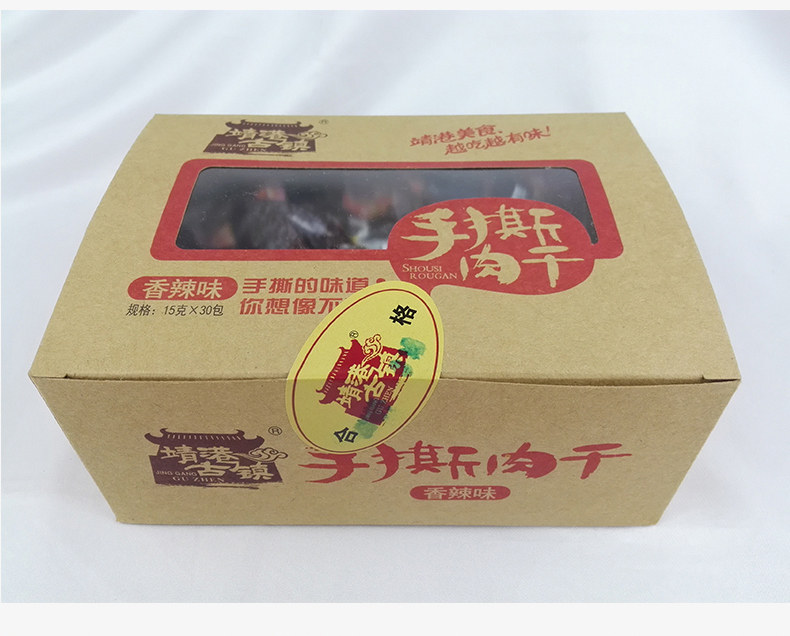 靖港
古镇
®
JING GANG
GU ZHEN
靖港美食，
越吃越有味！
手撕
肉干
SHOUSI
ROUGAN
香辣味
手撕的味道
你想像不
规格：15克×30包
合格
®
靖港
古镇
GU ZHEN
靖港
古镇
®
JING GANG
GU ZHEN
手撕肉干
香辣味